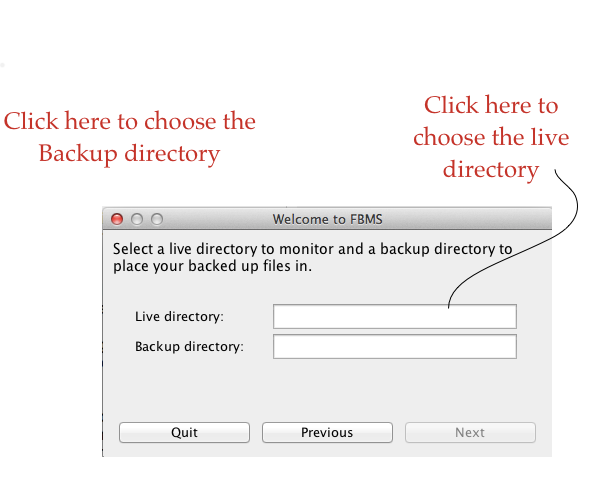 Click here to choose the
Backup directory
Click here to
choose the live
directory
Welcome to FBMS
Select a live directory to monitor and a backup directory to
place your backed up files in.
Live directory:
Backup directory:
Quit
Previous
Next